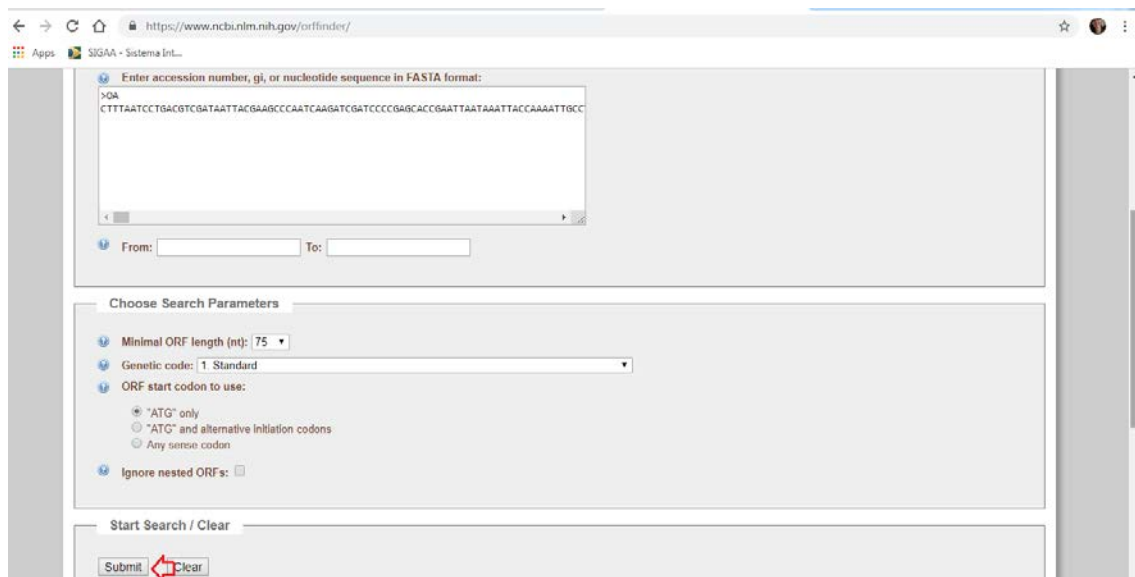 https://www.ncbi.nlm.nih.gov/orffinder/
Apps SIGAA - Sistema Int...
Enter accession number, gi, or nucleotide sequence in FASTA format:
>OA
CTTTAATCCTGACGTCGATAATTACGAAGCCCAATCAAGATCGATCCCCGAGCACCGAATTAATAAATTACCAAAATTGCC
From: To:
Choose Search Parameters
Minimal ORF length (nt): 75
Genetic code: 1. Standard
ORF start codon to use:
"ATG" only
"ATG" and alternative initiation codons
Any sense codon
Ignore nested ORFs:
Start Search / Clear
Submit Clear